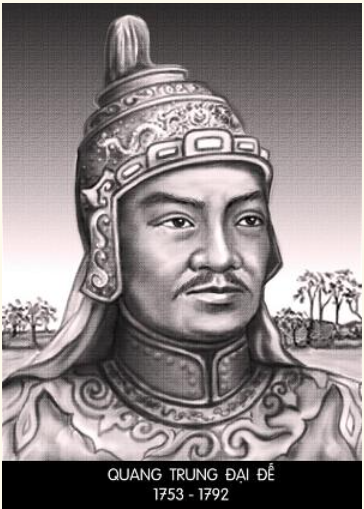 QUANG TRUNG ĐẠI ĐẾ
1753 - 1792